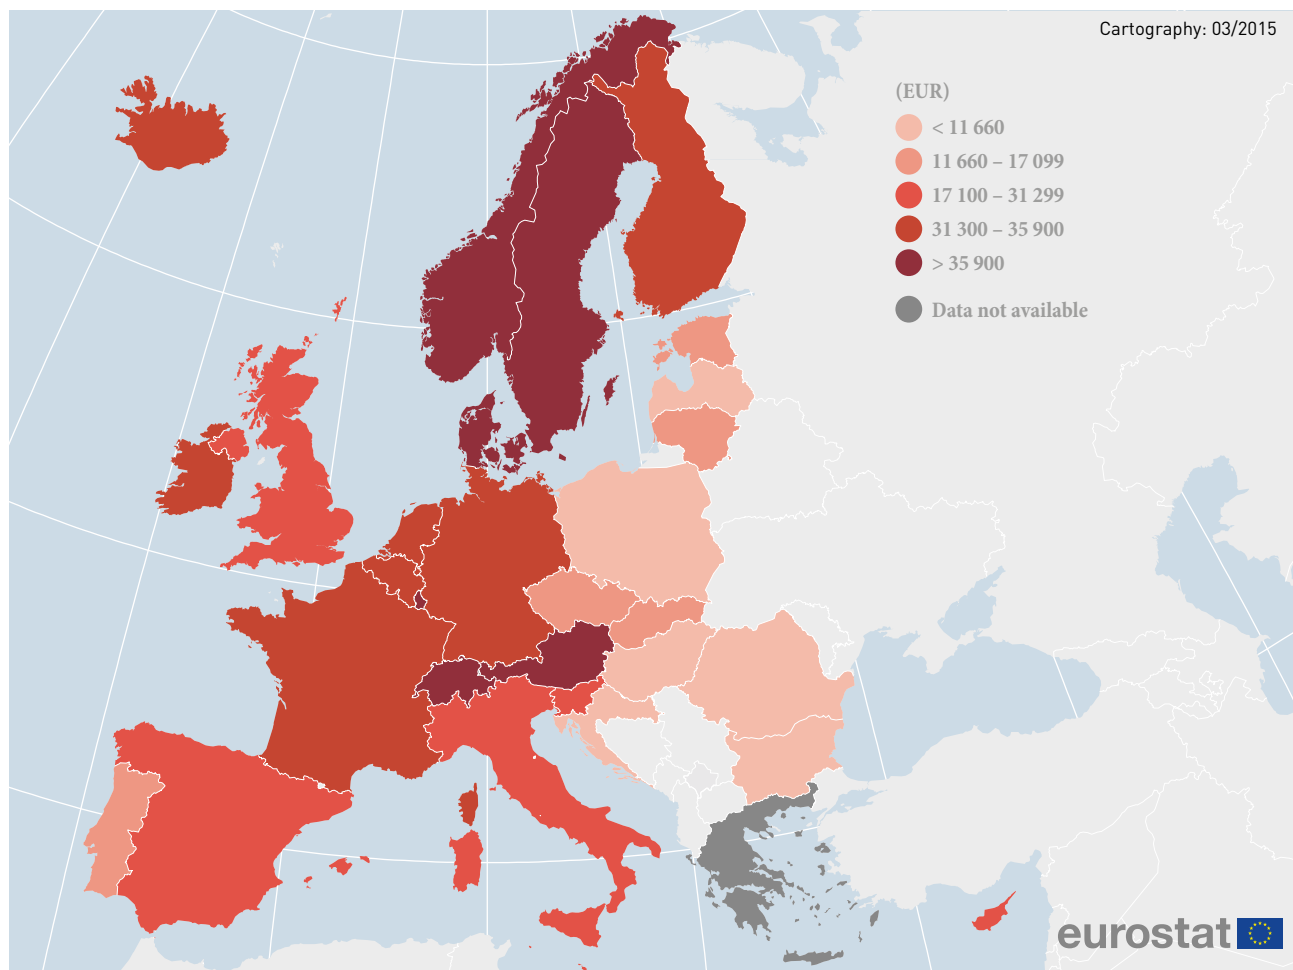 Cartography: 03/2015
(EUR)
< 11 660
11 660 – 17 099
17 100 – 31 299
31 300 – 35 900
> 35 900
Data not available
eurostat